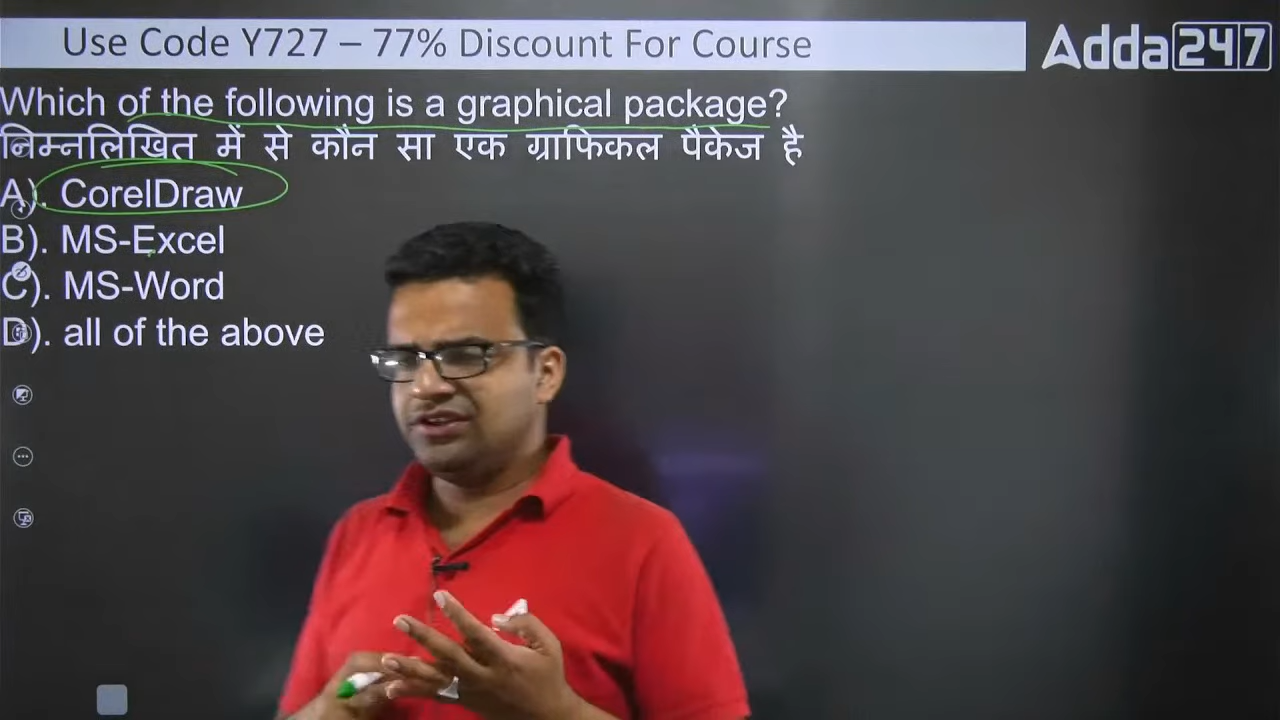 Use Code Y727 – 77% Discount For Course
Adda247
Which of the following is a graphical package?
निम्नलिखित में से कौन सा एक ग्राफिकल पैकेज है
A). CorelDraw
B). MS-Excel
C). MS-Word
D). all of the above